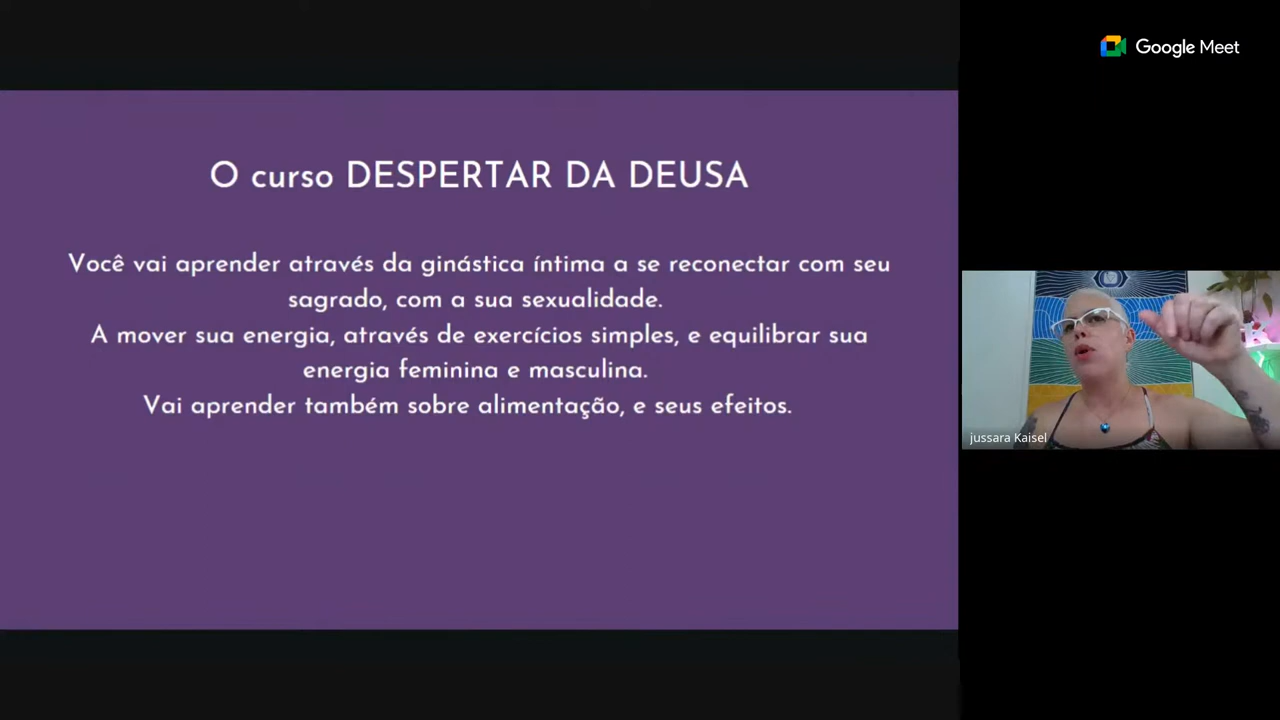 Google Meet
O curso DESPERTAR DA DEUSA
Você vai aprender através da ginástica íntima a se reconectar com seu
sagrado, com a sua sexualidade.
A mover sua energia, através de exercícios simples, e equilibrar sua
energia feminina e masculina.
Vai aprender também sobre alimentação, e seus efeitos.
jussara Kaisel